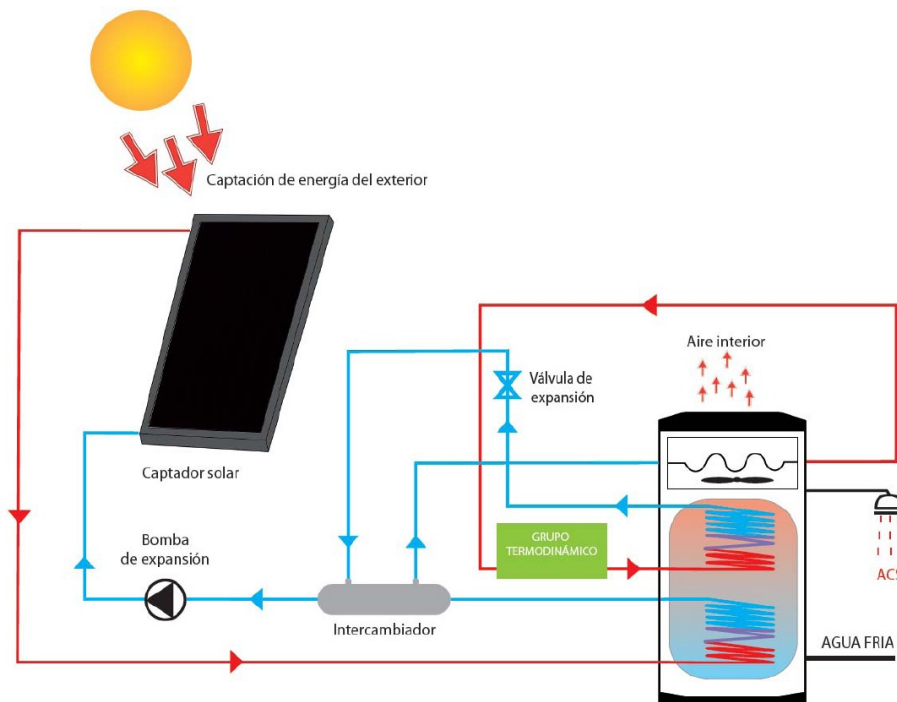 Captación de energía del exterior
Aire interior
Válvula de
expansión
Captador solar
Bomba
de expansión
GRUPO
TERMODINÁMICO
ACS
Intercambiador
AGUA FRIA